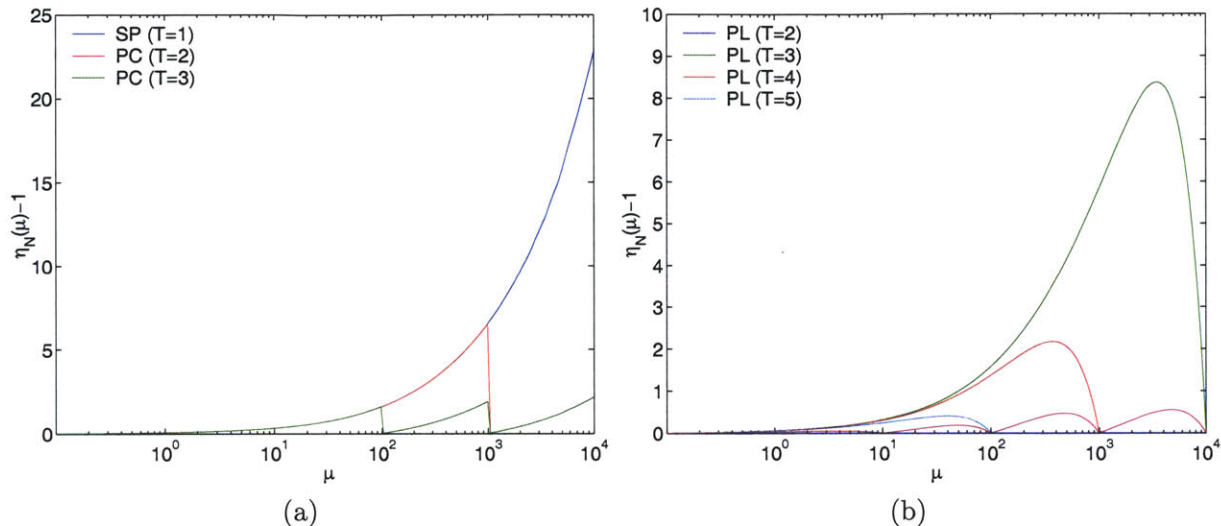 25
20
15
10
5
0
η_N(μ)−1
SP (T=1)
PC (T=2)
PC (T=3)
10^0
10^1
10^2
10^3
10^4
μ
(a)
10
9
8
7
6
5
4
3
2
1
0
η_N(μ)−1
PL (T=2)
PL (T=3)
PL (T=4)
PL (T=5)
10^0
10^1
10^2
10^3
10^4
μ
(b)